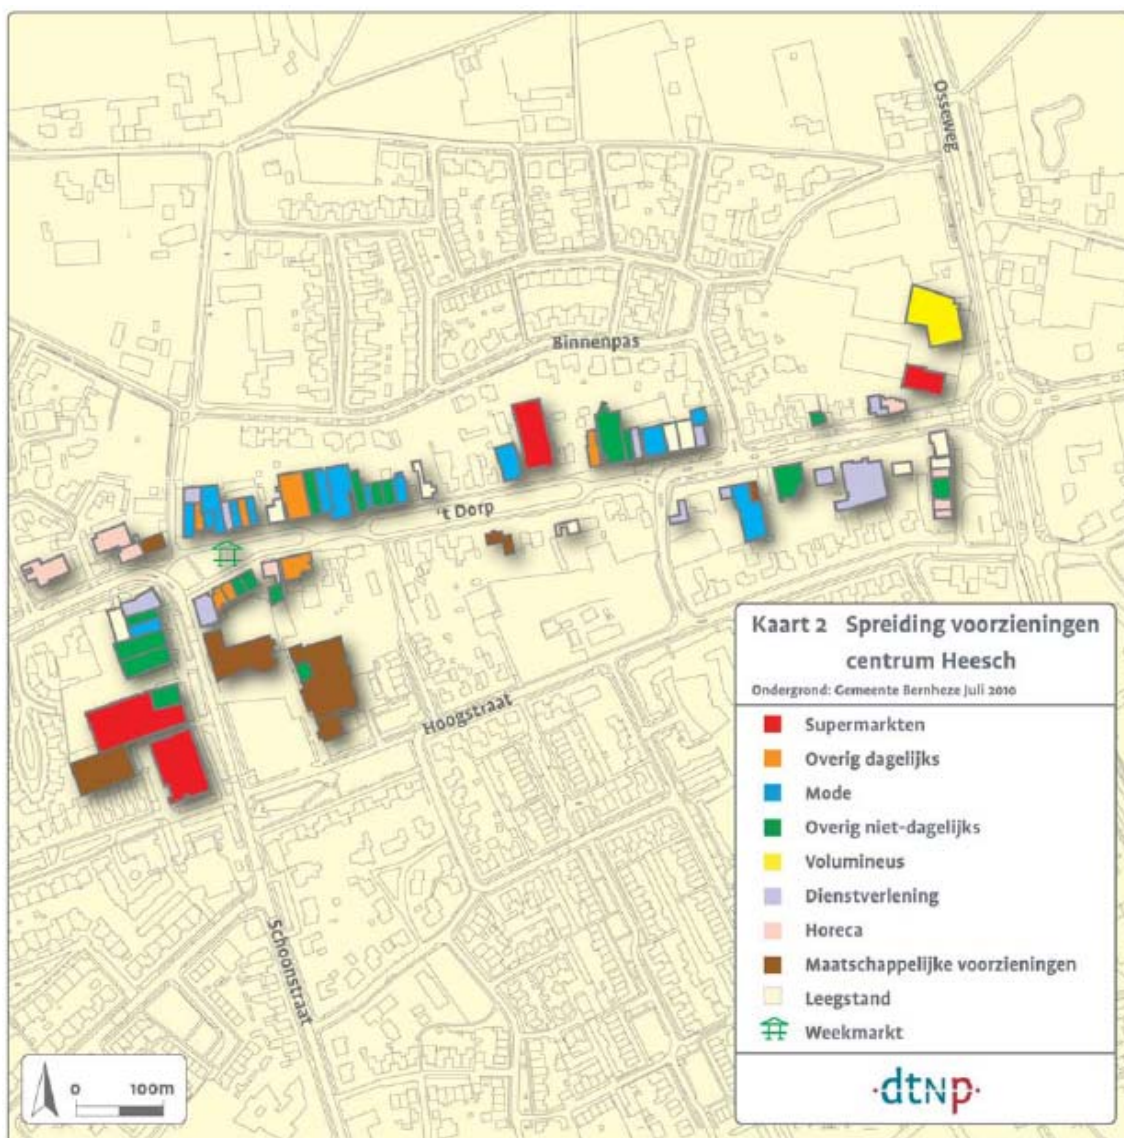 Osseweg
Binnenpas
't Dorp
Hoogstraat
Schoonstraat
Kaart 2 Spreiding voorzieningen
centrum Heesch
Ondergrond: Gemeente Bernheze Juli 2010
Supermarkten
Overig dagelijks
Mode
Overig niet-dagelijks
Volumineus
Dienstverlening
Horeca
Maatschappelijke voorzieningen
Leegstand
Weekmarkt
0 100m
·dtNp·